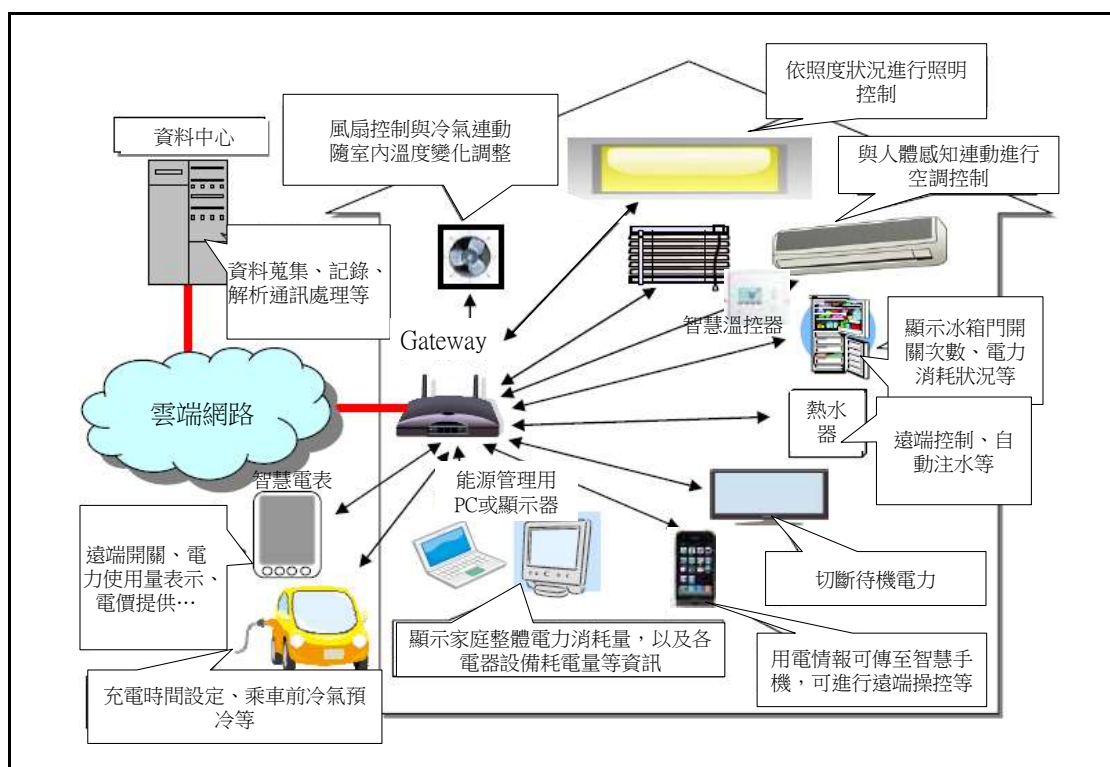 依照度狀況進行照明
控制
資料中心
風扇控制與冷氣連動
隨室內溫度變化調整
與人體感知連動進行
空調控制
資料蒐集、記錄、
解析通訊處理等
智慧溫控器
Gateway
顯示冰箱門開
關次數、電力
消耗狀況等
雲端網路
熱水
器
遠端控制、自
動注水等
智慧電表
能源管理用
PC或顯示器
遠端開關、電
力使用量表示、
電價提供…
切斷待機電力
顯示家庭整體電力消耗量，以及各
電器設備耗電量等資訊
用電情報可傳至智慧手
機，可進行遠端操控等
充電時間設定、乘車前冷氣預
冷等